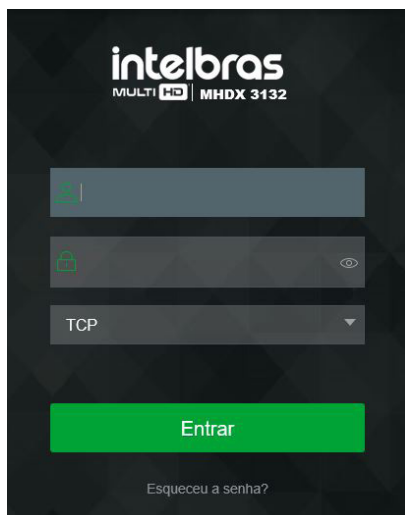 intelbras
MULTI HD MHDX 3132
TCP
Entrar
Esqueceu a senha?